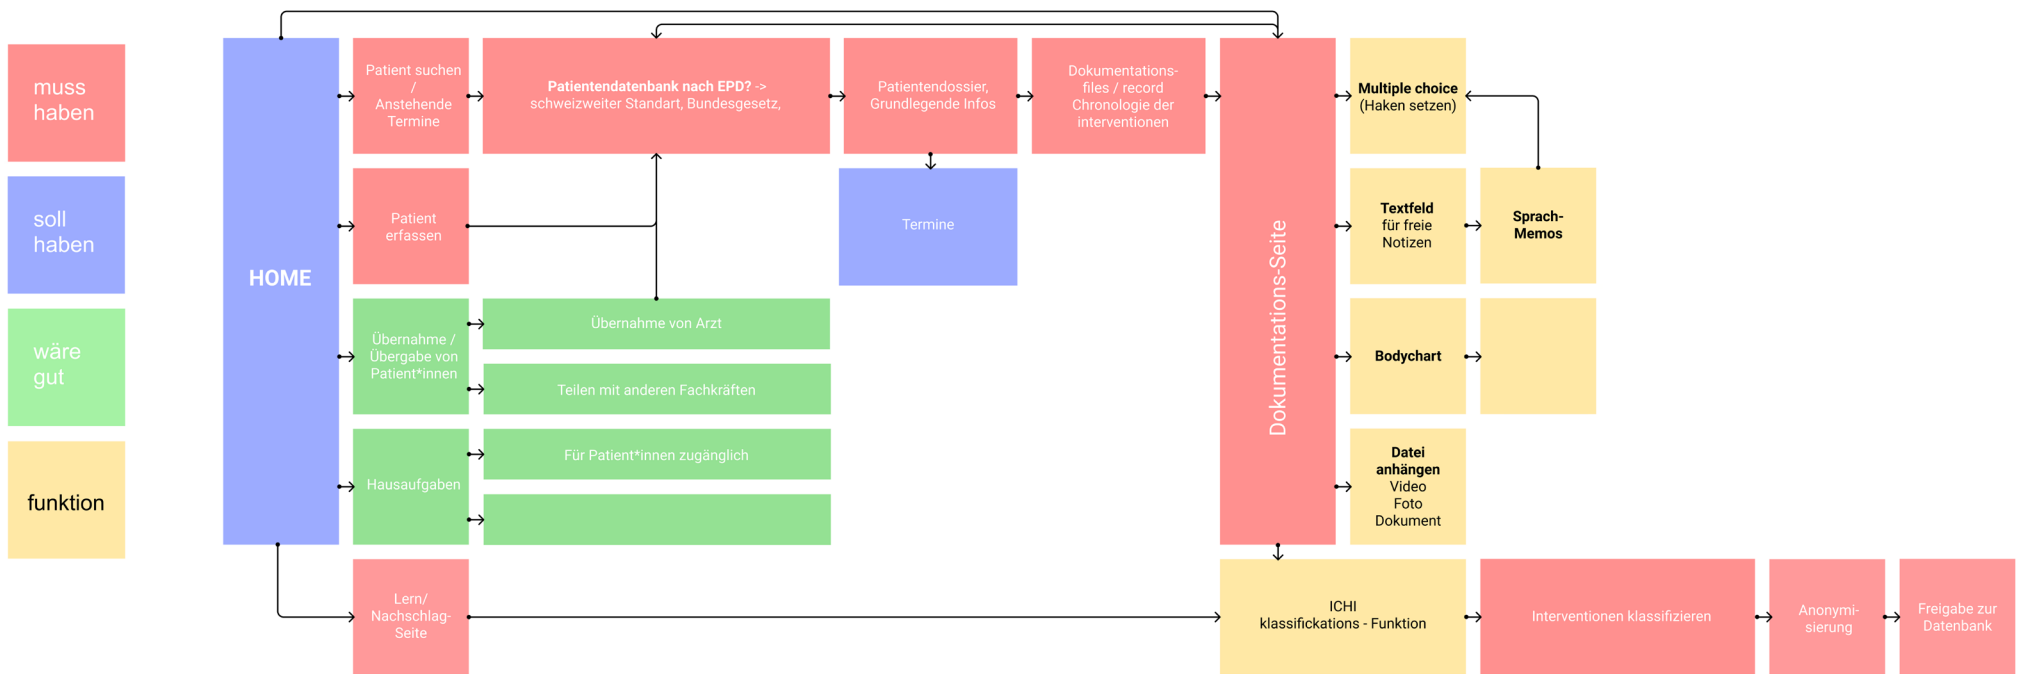 muss
haben
soll
haben
wäre
gut
funktion
HOME
Patient suchen
/
Anstehende
Termine
Patient
erfassen
Übernahme /
Übergabe von
Patient*innen
Hausaufgaben
Lern/
Nachschlag-
Seite
Patientendatenbank nach EPD? ->
schweizweiter Standart, Bundesgesetz,
Übernahme von Arzt
Teilen mit anderen Fachkräften
Für Patient*innen zugänglich
Patientendossier,
Grundlegende Infos
Termine
Dokumentations-
files / record
Chronologie der
interventionen
Dokumentations-Seite
Multiple choice
(Haken setzen)
Textfeld
für freie
Notizen
Sprach-
Memos
Bodychart
Datei
anhängen
Video
Foto
Dokument
ICHI
klassifickations - Funktion
Interventionen klassifizieren
Anonymi-
sierung
Freigabe zur
Datenbank